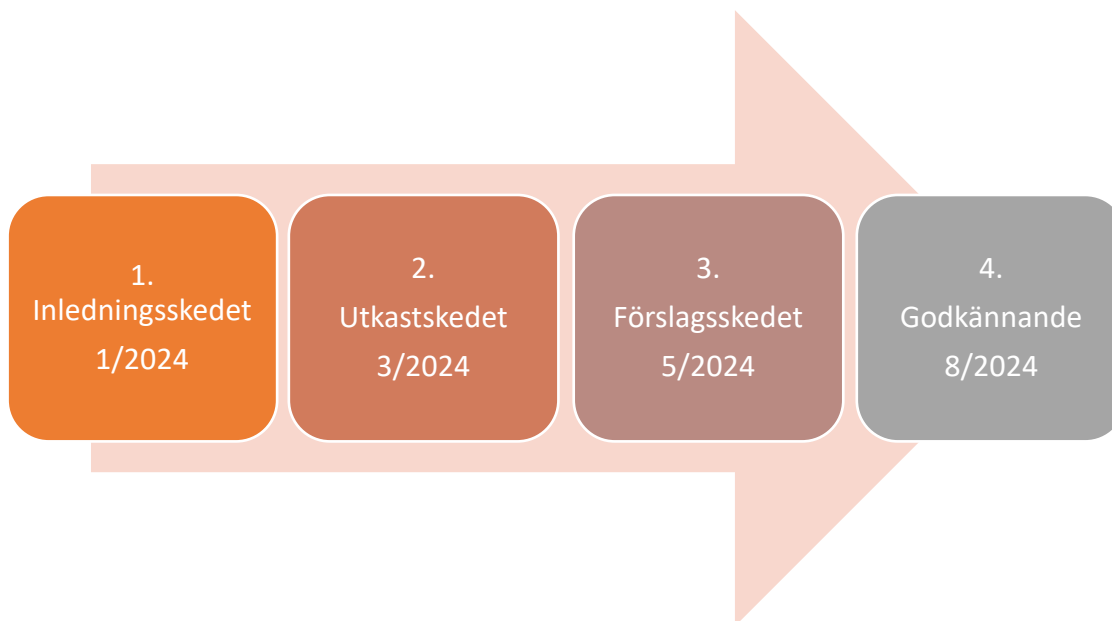 1.
Inledningsskedet
1/2024
2.
Utkastskedet
3/2024
3.
Förslagsskedet
5/2024
4.
Godkännande
8/2024